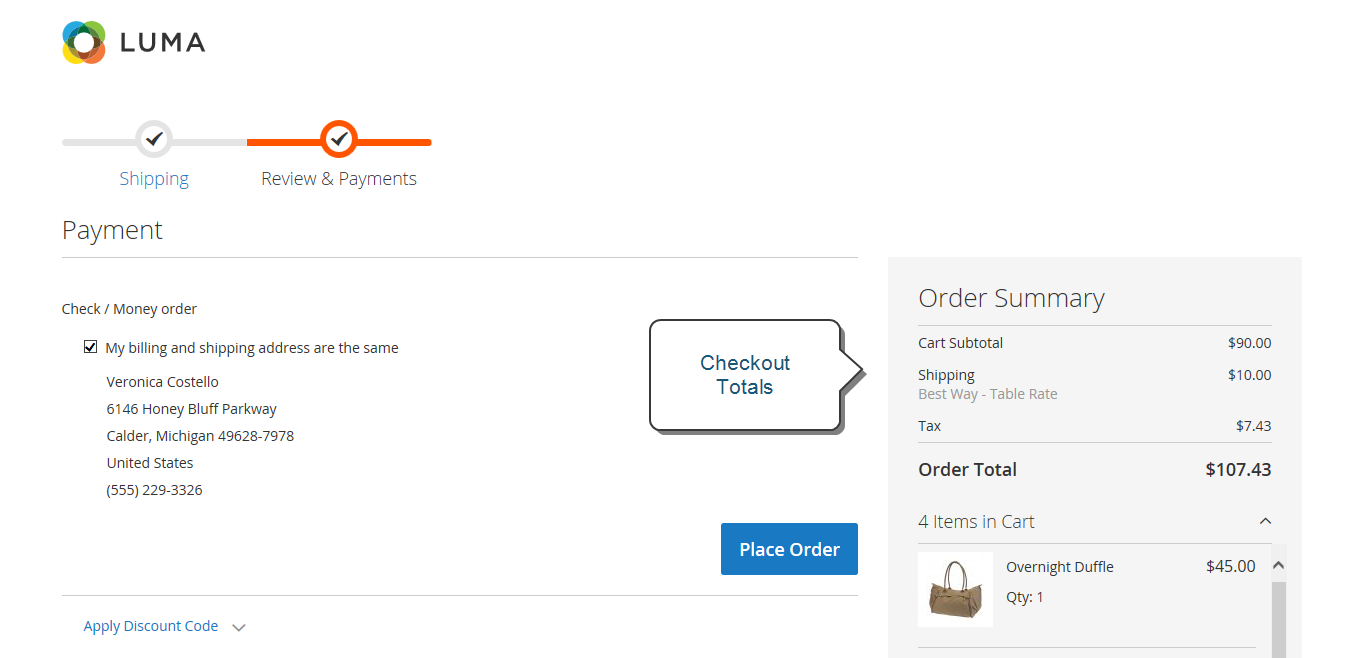 LUMA
Shipping
Review & Payments
Payment
Check / Money order
My billing and shipping address are the same
Veronica Costello
6146 Honey Bluff Parkway
Calder, Michigan 49628-7978
United States
(555) 229-3326
Place Order
Apply Discount Code
Checkout
Totals
Order Summary
Cart Subtotal $90.00
Shipping $10.00
Best Way - Table Rate
Tax $7.43
Order Total $107.43
4 Items in Cart
Overnight Duffle $45.00
Qty: 1